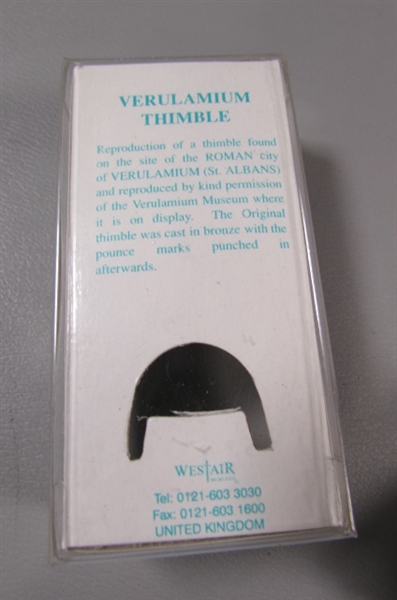 VERULAMIUM
THIMBLE
Reproduction of a thimble found
on the site of the ROMAN city
of VERULAMIUM (St. ALBANS)
and reproduced by kind permission
of the Verulamium Museum where
it is on display. The Original
thimble was cast in bronze with the
pounce marks punched in
afterwards.
WESTAIR
Tel: 0121-603 3030
Fax: 0121-603 1600
UNITED KINGDOM